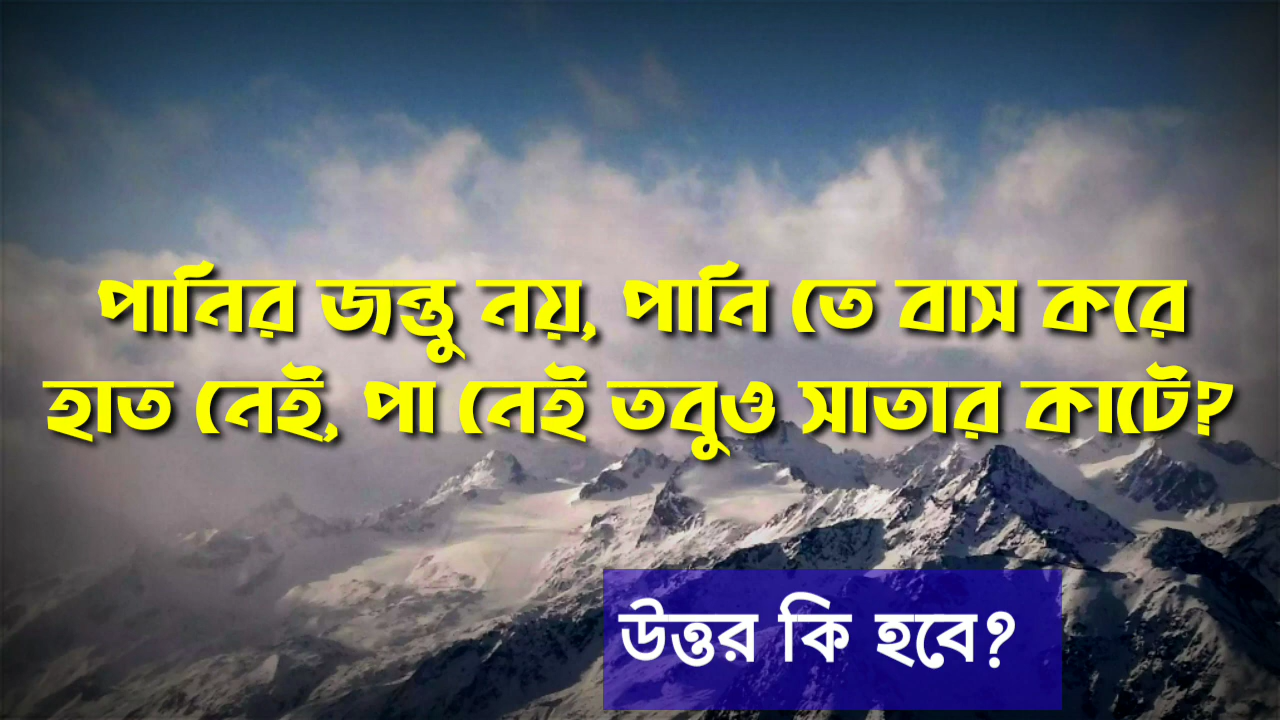 পানির জন্তু নয়, পানি তে বাস করে
হাত নেই, পা নেই তবুও সাতার কাটে?
উত্তর কি হবে?